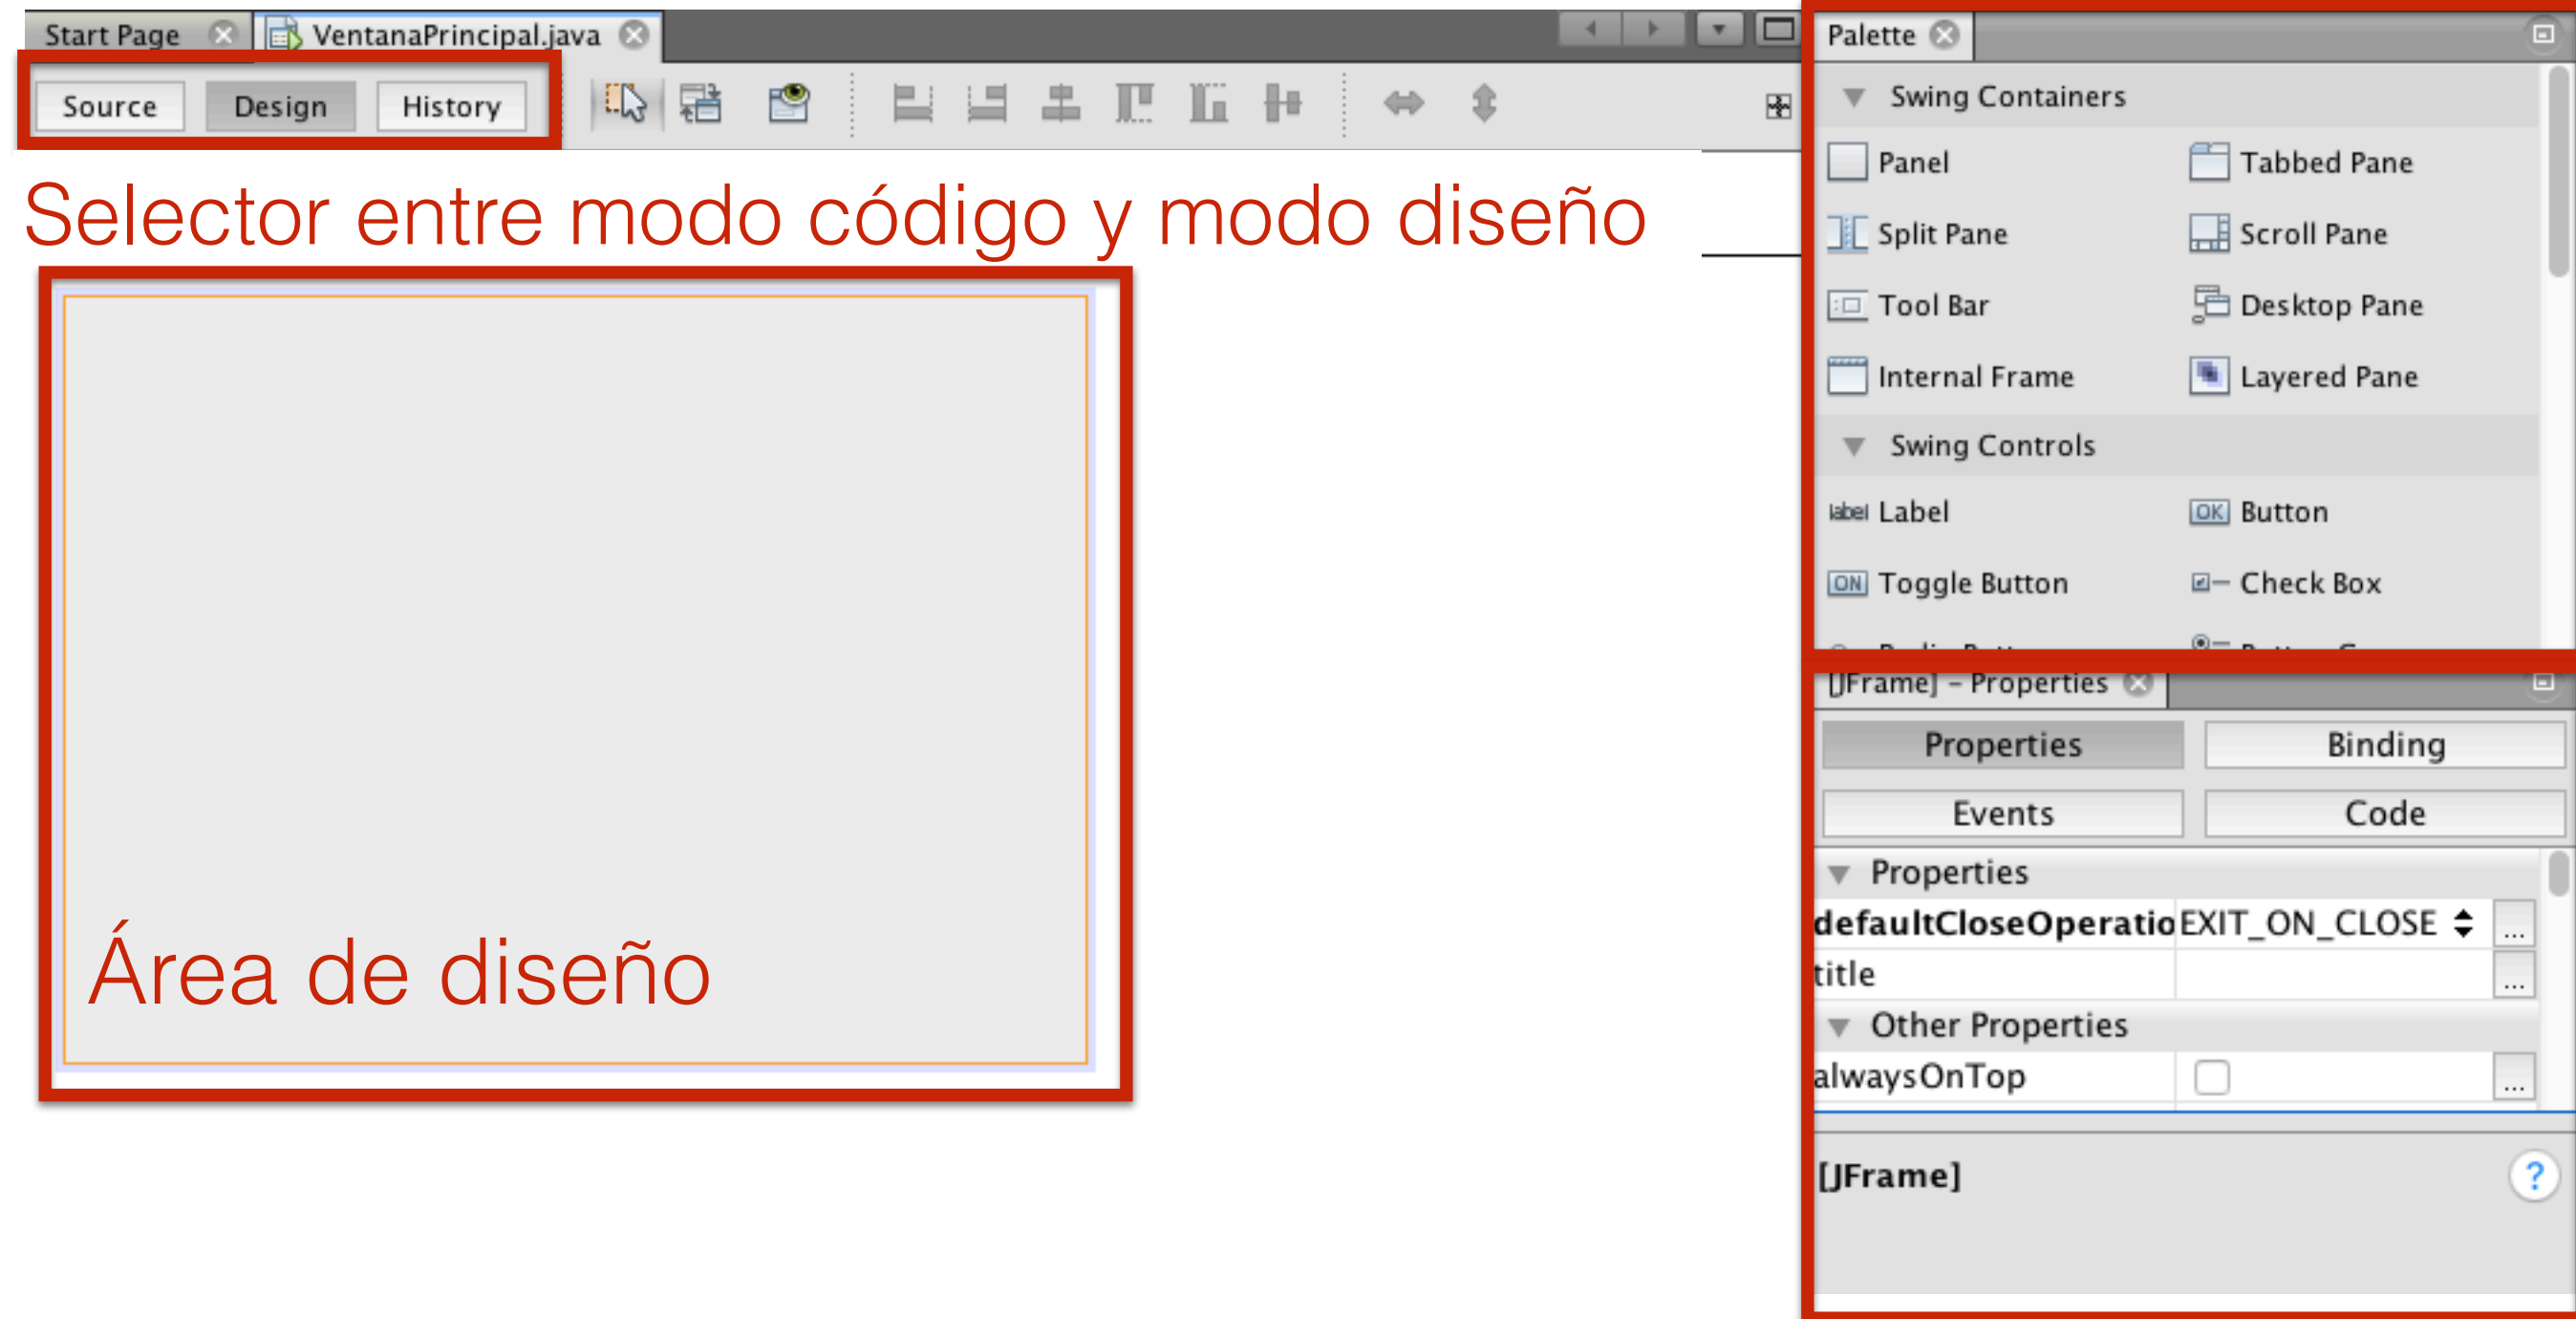 Start Page
VentanaPrincipal.java
Source Design History
Selector entre modo código y modo diseño
Área de diseño
Palette
Swing Containers
Panel Tabbed Pane
Split Pane Scroll Pane
Tool Bar Desktop Pane
Internal Frame Layered Pane
Swing Controls
label Label OK Button
ON Toggle Button Check Box
[JFrame] – Properties
Properties Binding
Events Code
Properties
defaultCloseOperatio EXIT_ON_CLOSE ...
title ...
Other Properties
alwaysOnTop ...
[JFrame] ?